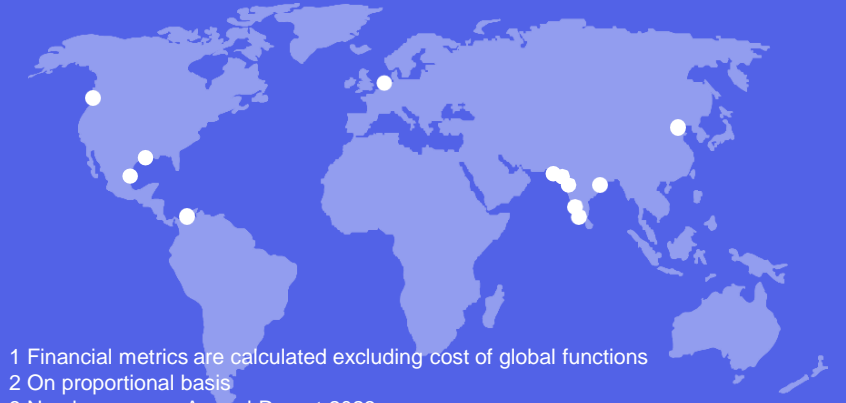 1 Financial metrics are calculated excluding cost of global functions
2 On proportional basis